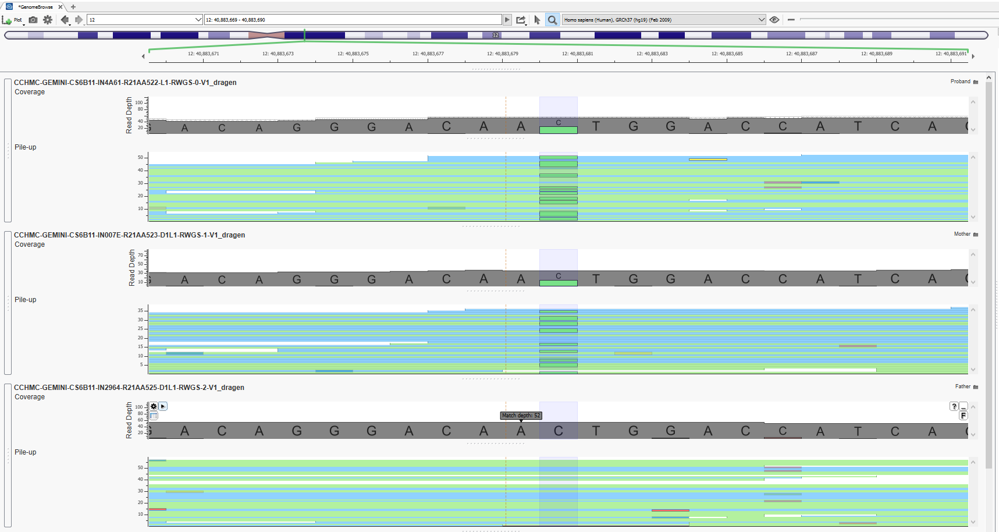 *GenomeBrowse
Plot 12 12: 40,883,669 - 40,883,690 Homo sapiens (Human), GRCh37 (hg19) (Feb 2009)
12
12: 40,883,671 12: 40,883,673 12: 40,883,675 12: 40,883,677 12: 40,883,679 12: 40,883,681 12: 40,883,683 12: 40,883,685 12: 40,883,687 12: 40,883,689 12: 40,883,691
CCHMC-GEMINI-CS6B11-IN4A61-R21AA522-L1-RWGS-0-V1_dragen Proband
Coverage
Read Depth
100
80
40
20
G A C A G G G A C A A C T G G A C C A T C A C
Pile-up
50
40
30
20
10
CCHMC-GEMINI-CS6B11-IN007E-R21AA523-D1L1-RWGS-1-V1_dragen Mother
Coverage
Read Depth
70
50
30
10
G A C A G G G A C A A C T G G A C C A T C A C
Pile-up
35
30
25
20
15
10
5
CCHMC-GEMINI-CS6B11-IN2964-R21AA525-D1L1-RWGS-2-V1_dragen Father
Coverage
Read Depth
100
80
60
40
20
?
F
Match depth: 52
G A C A G G G A C A A C T G G A C C A T C A C
Pile-up
50
40
30
20
10